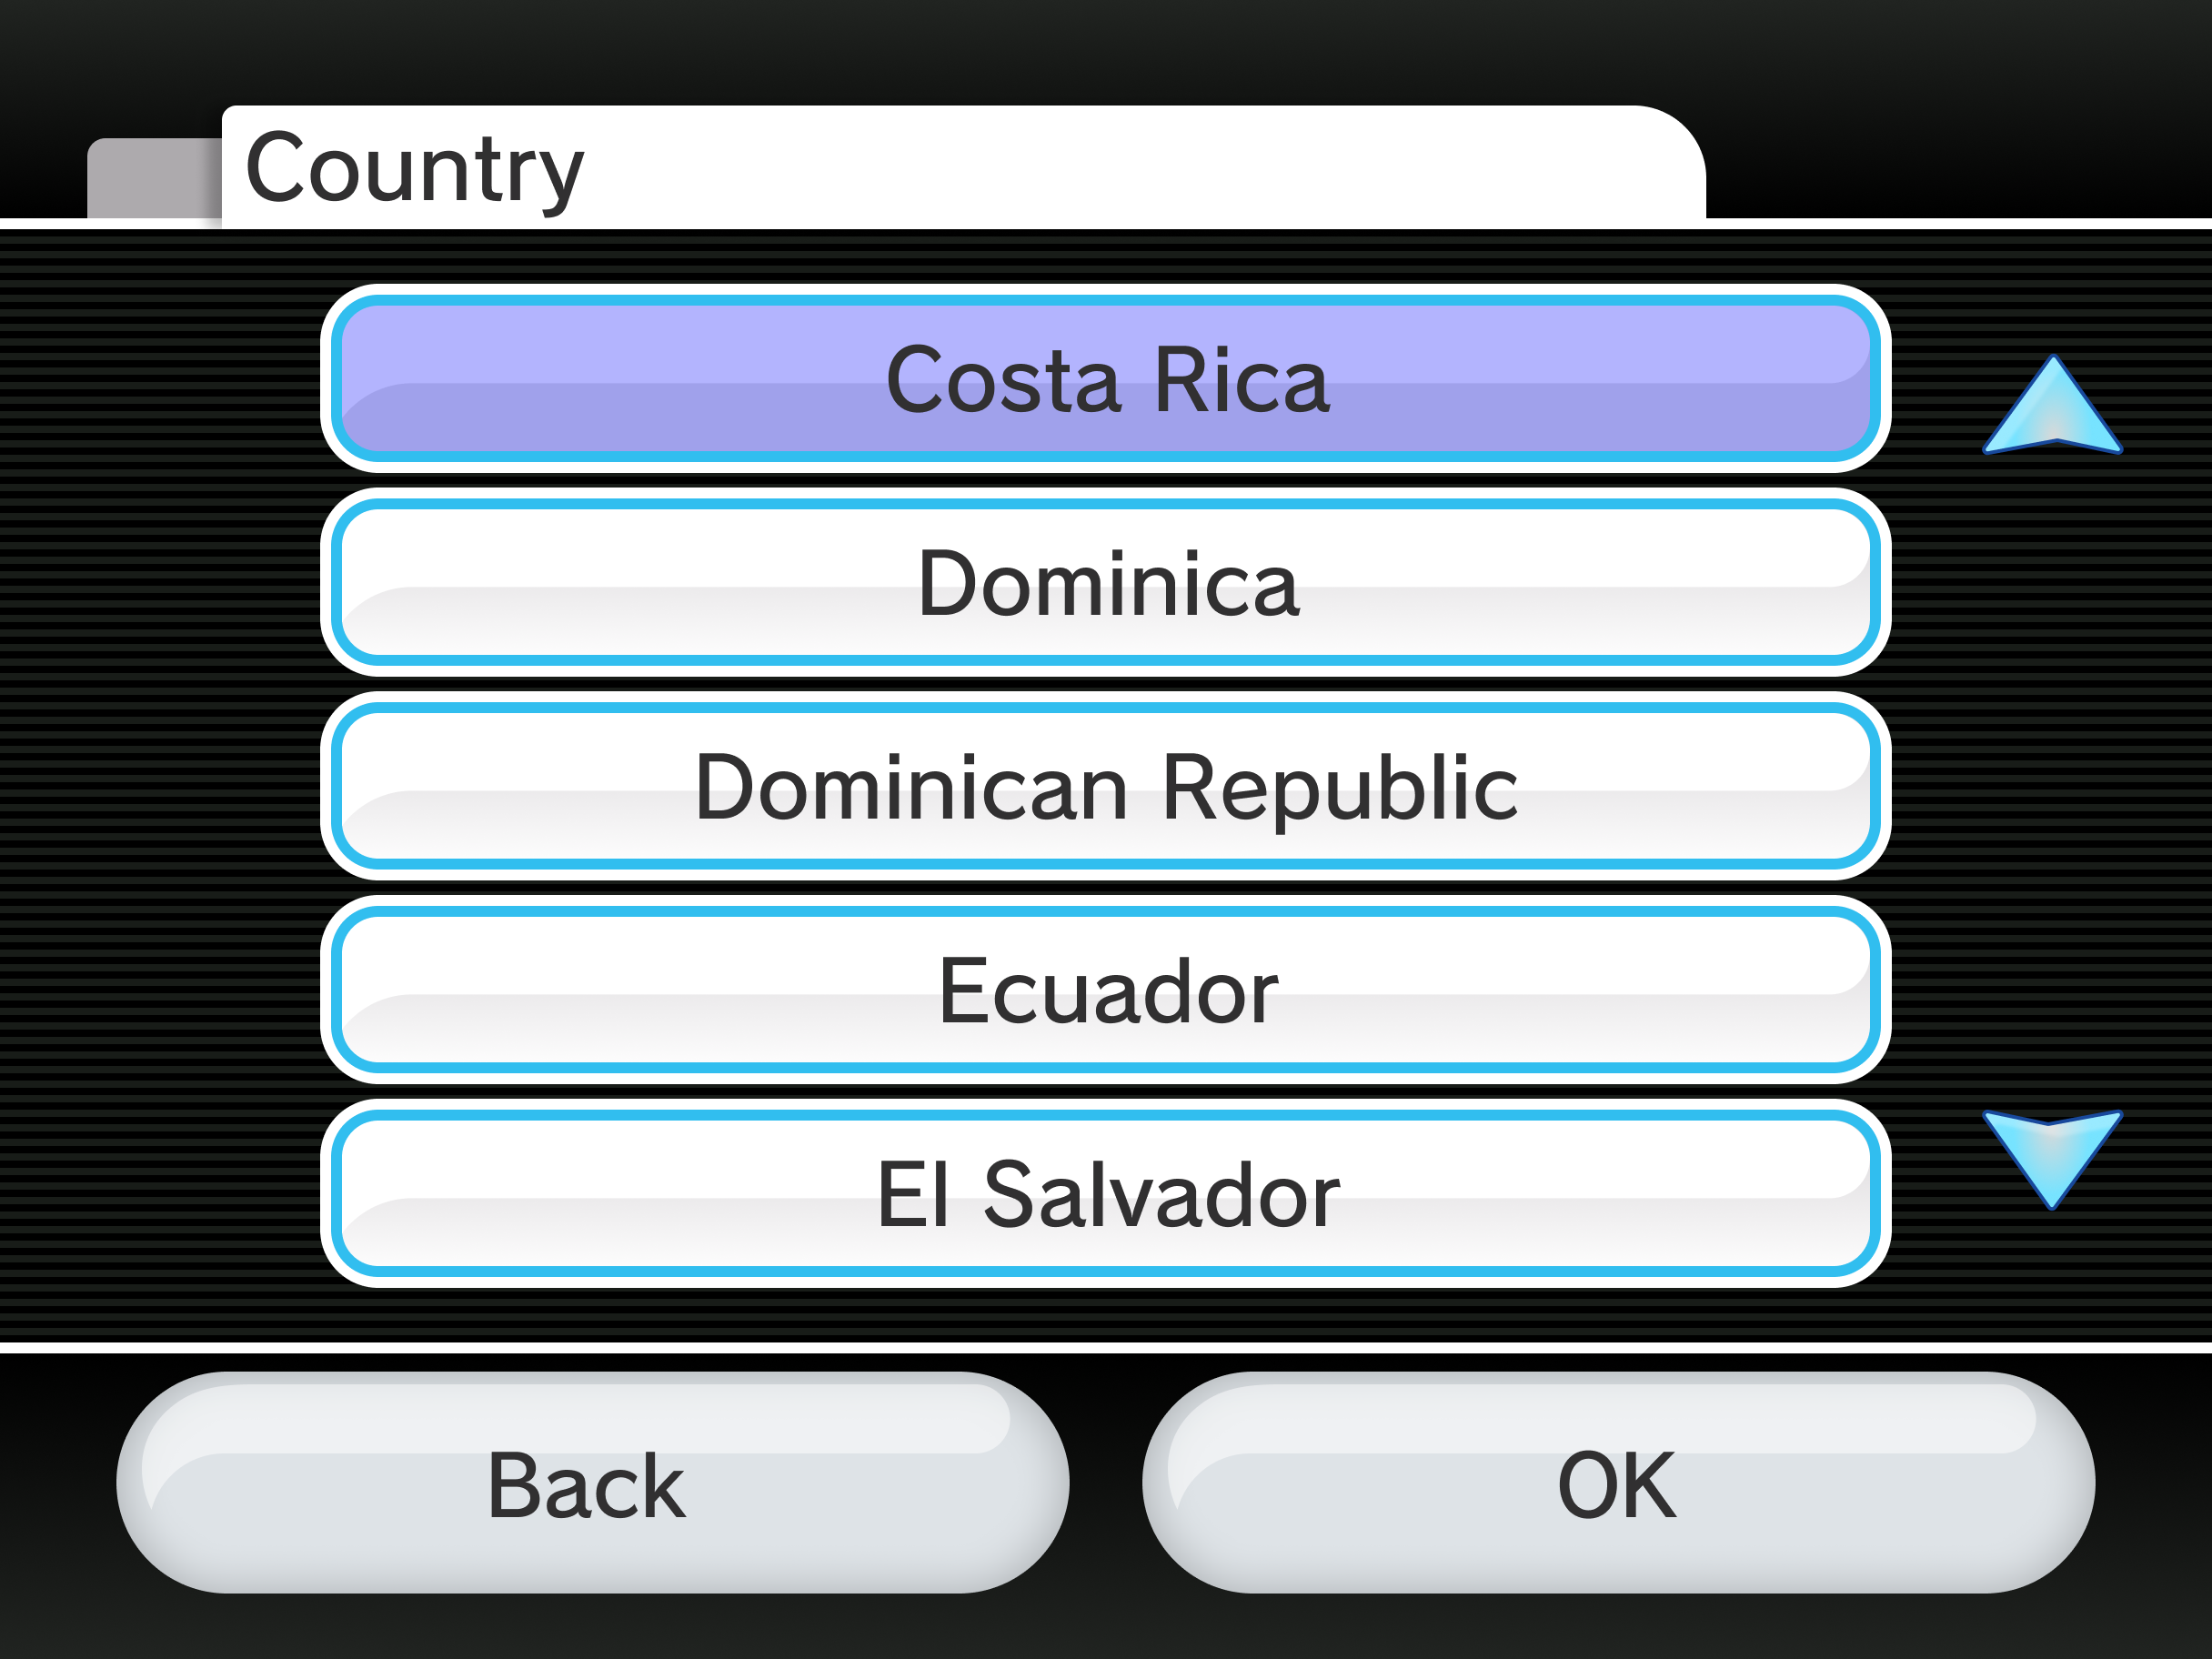 Country
Costa Rica
Dominica
Dominican Republic
Ecuador
El Salvador
Back
OK